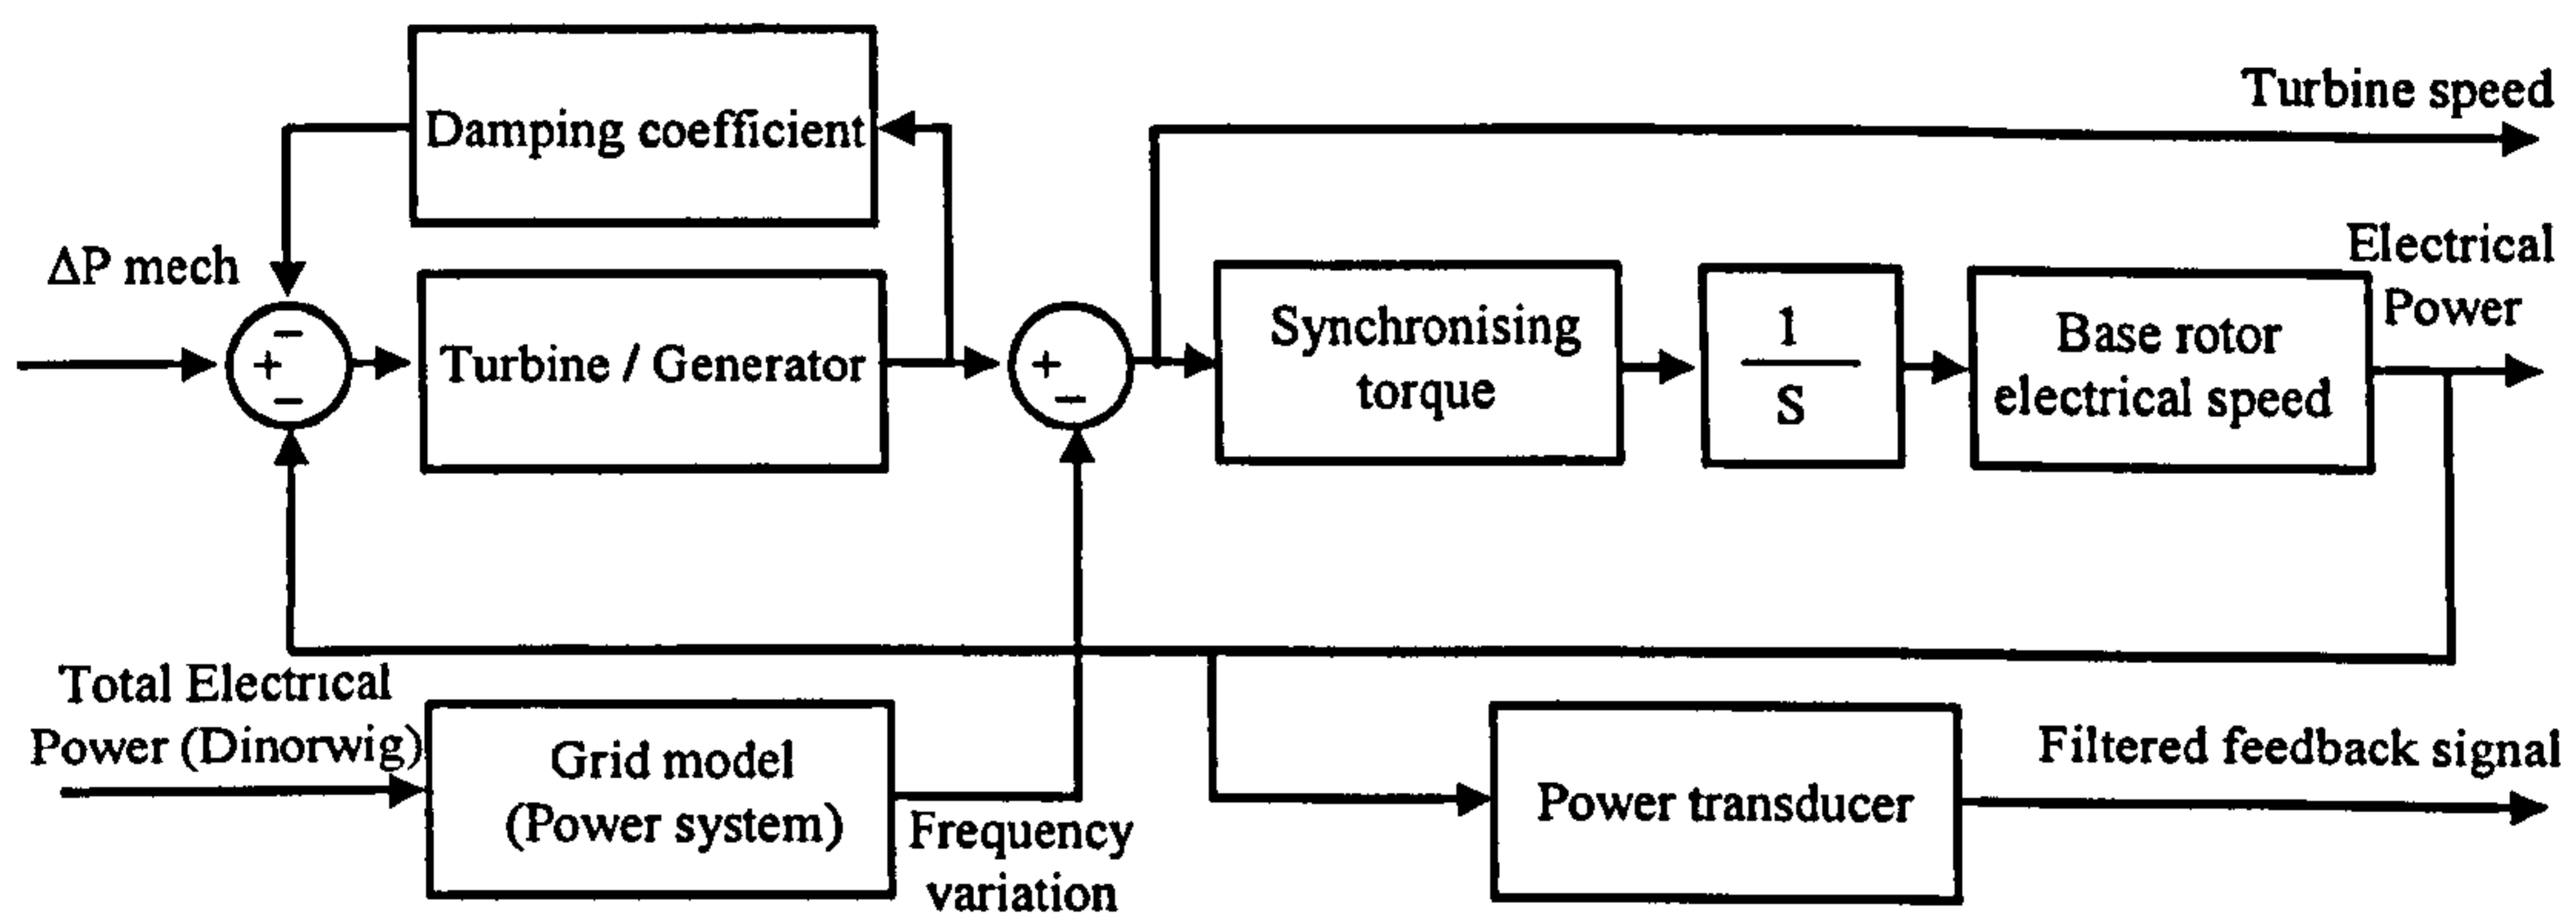 Turbine speed
Damping coefficient
ΔP mech
Electrical
Power
−
+
−
Turbine / Generator
+
−
Synchronising
torque
1
S
Base rotor
electrical speed
Total Electrical
Power (Dinorwig)
Grid model
(Power system)
Frequency
variation
Power transducer
Filtered feedback signal